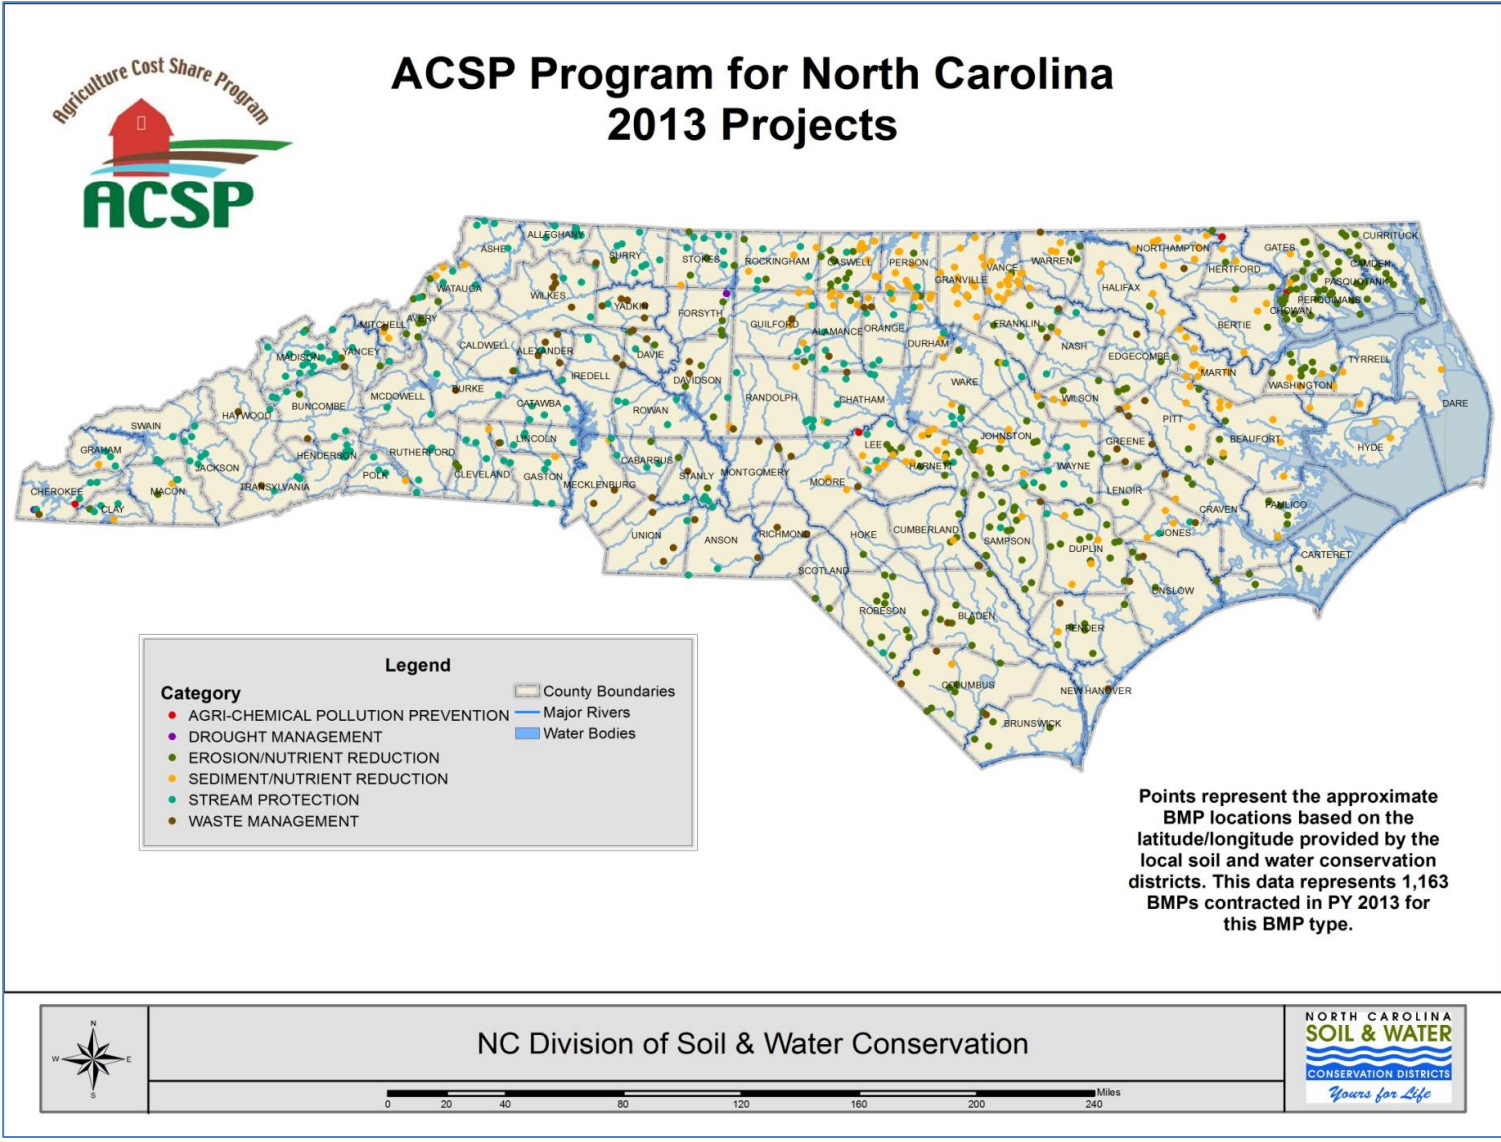 Agriculture Cost Share Program
ACSP
ACSP Program for North Carolina
2013 Projects
ALLEGHANY
ASHE
SURRY
STOKES
ROCKINGHAM
CASWELL
PERSON
GRANVILLE
VANCE
WARREN
NORTHAMPTON
GATES
CURRITUCK
CAMDEN
PASQUOTANK
PERQUIMANS
CHOWAN
HERTFORD
HALIFAX
BERTIE
WATAUGA
WILKES
YADKIN
FORSYTH
GUILFORD
ALAMANCE
ORANGE
DURHAM
FRANKLIN
NASH
EDGECOMBE
MARTIN
WASHINGTON
TYRRELL
DARE
MITCHELL
AVERY
CALDWELL
ALEXANDER
DAVIE
IREDELL
DAVIDSON
RANDOLPH
CHATHAM
WAKE
WILSON
PITT
BEAUFORT
HYDE
MADISON
YANCEY
BURKE
MCDOWELL
CATAWBA
ROWAN
BUNCOMBE
HAYWOOD
SWAIN
GRAHAM
JACKSON
HENDERSON
RUTHERFORD
LINCOLN
CABARRUS
LEE
JOHNSTON
GREENE
HARNETT
WAYNE
LENOIR
CRAVEN
PAMLICO
CHEROKEE
MACON
CLAY
TRANSYLVANIA
POLK
CLEVELAND
GASTON
MECKLENBURG
STANLY
MONTGOMERY
MOORE
UNION
ANSON
RICHMOND
HOKE
CUMBERLAND
SAMPSON
DUPLIN
JONES
CARTERET
SCOTLAND
ROBESON
BLADEN
PENDER
ONSLOW
COLUMBUS
NEW HANOVER
BRUNSWICK
Legend
Category
AGRI-CHEMICAL POLLUTION PREVENTION
DROUGHT MANAGEMENT
EROSION/NUTRIENT REDUCTION
SEDIMENT/NUTRIENT REDUCTION
STREAM PROTECTION
WASTE MANAGEMENT
County Boundaries
Major Rivers
Water Bodies
Points represent the approximate
BMP locations based on the
latitude/longitude provided by the
local soil and water conservation
districts. This data represents 1,163
BMPs contracted in PY 2013 for
this BMP type.
N
W E
S
NC Division of Soil & Water Conservation
Miles
0 20 40 80 120 160 200 240
NORTH CAROLINA
SOIL & WATER
CONSERVATION DISTRICTS
Yours for Life